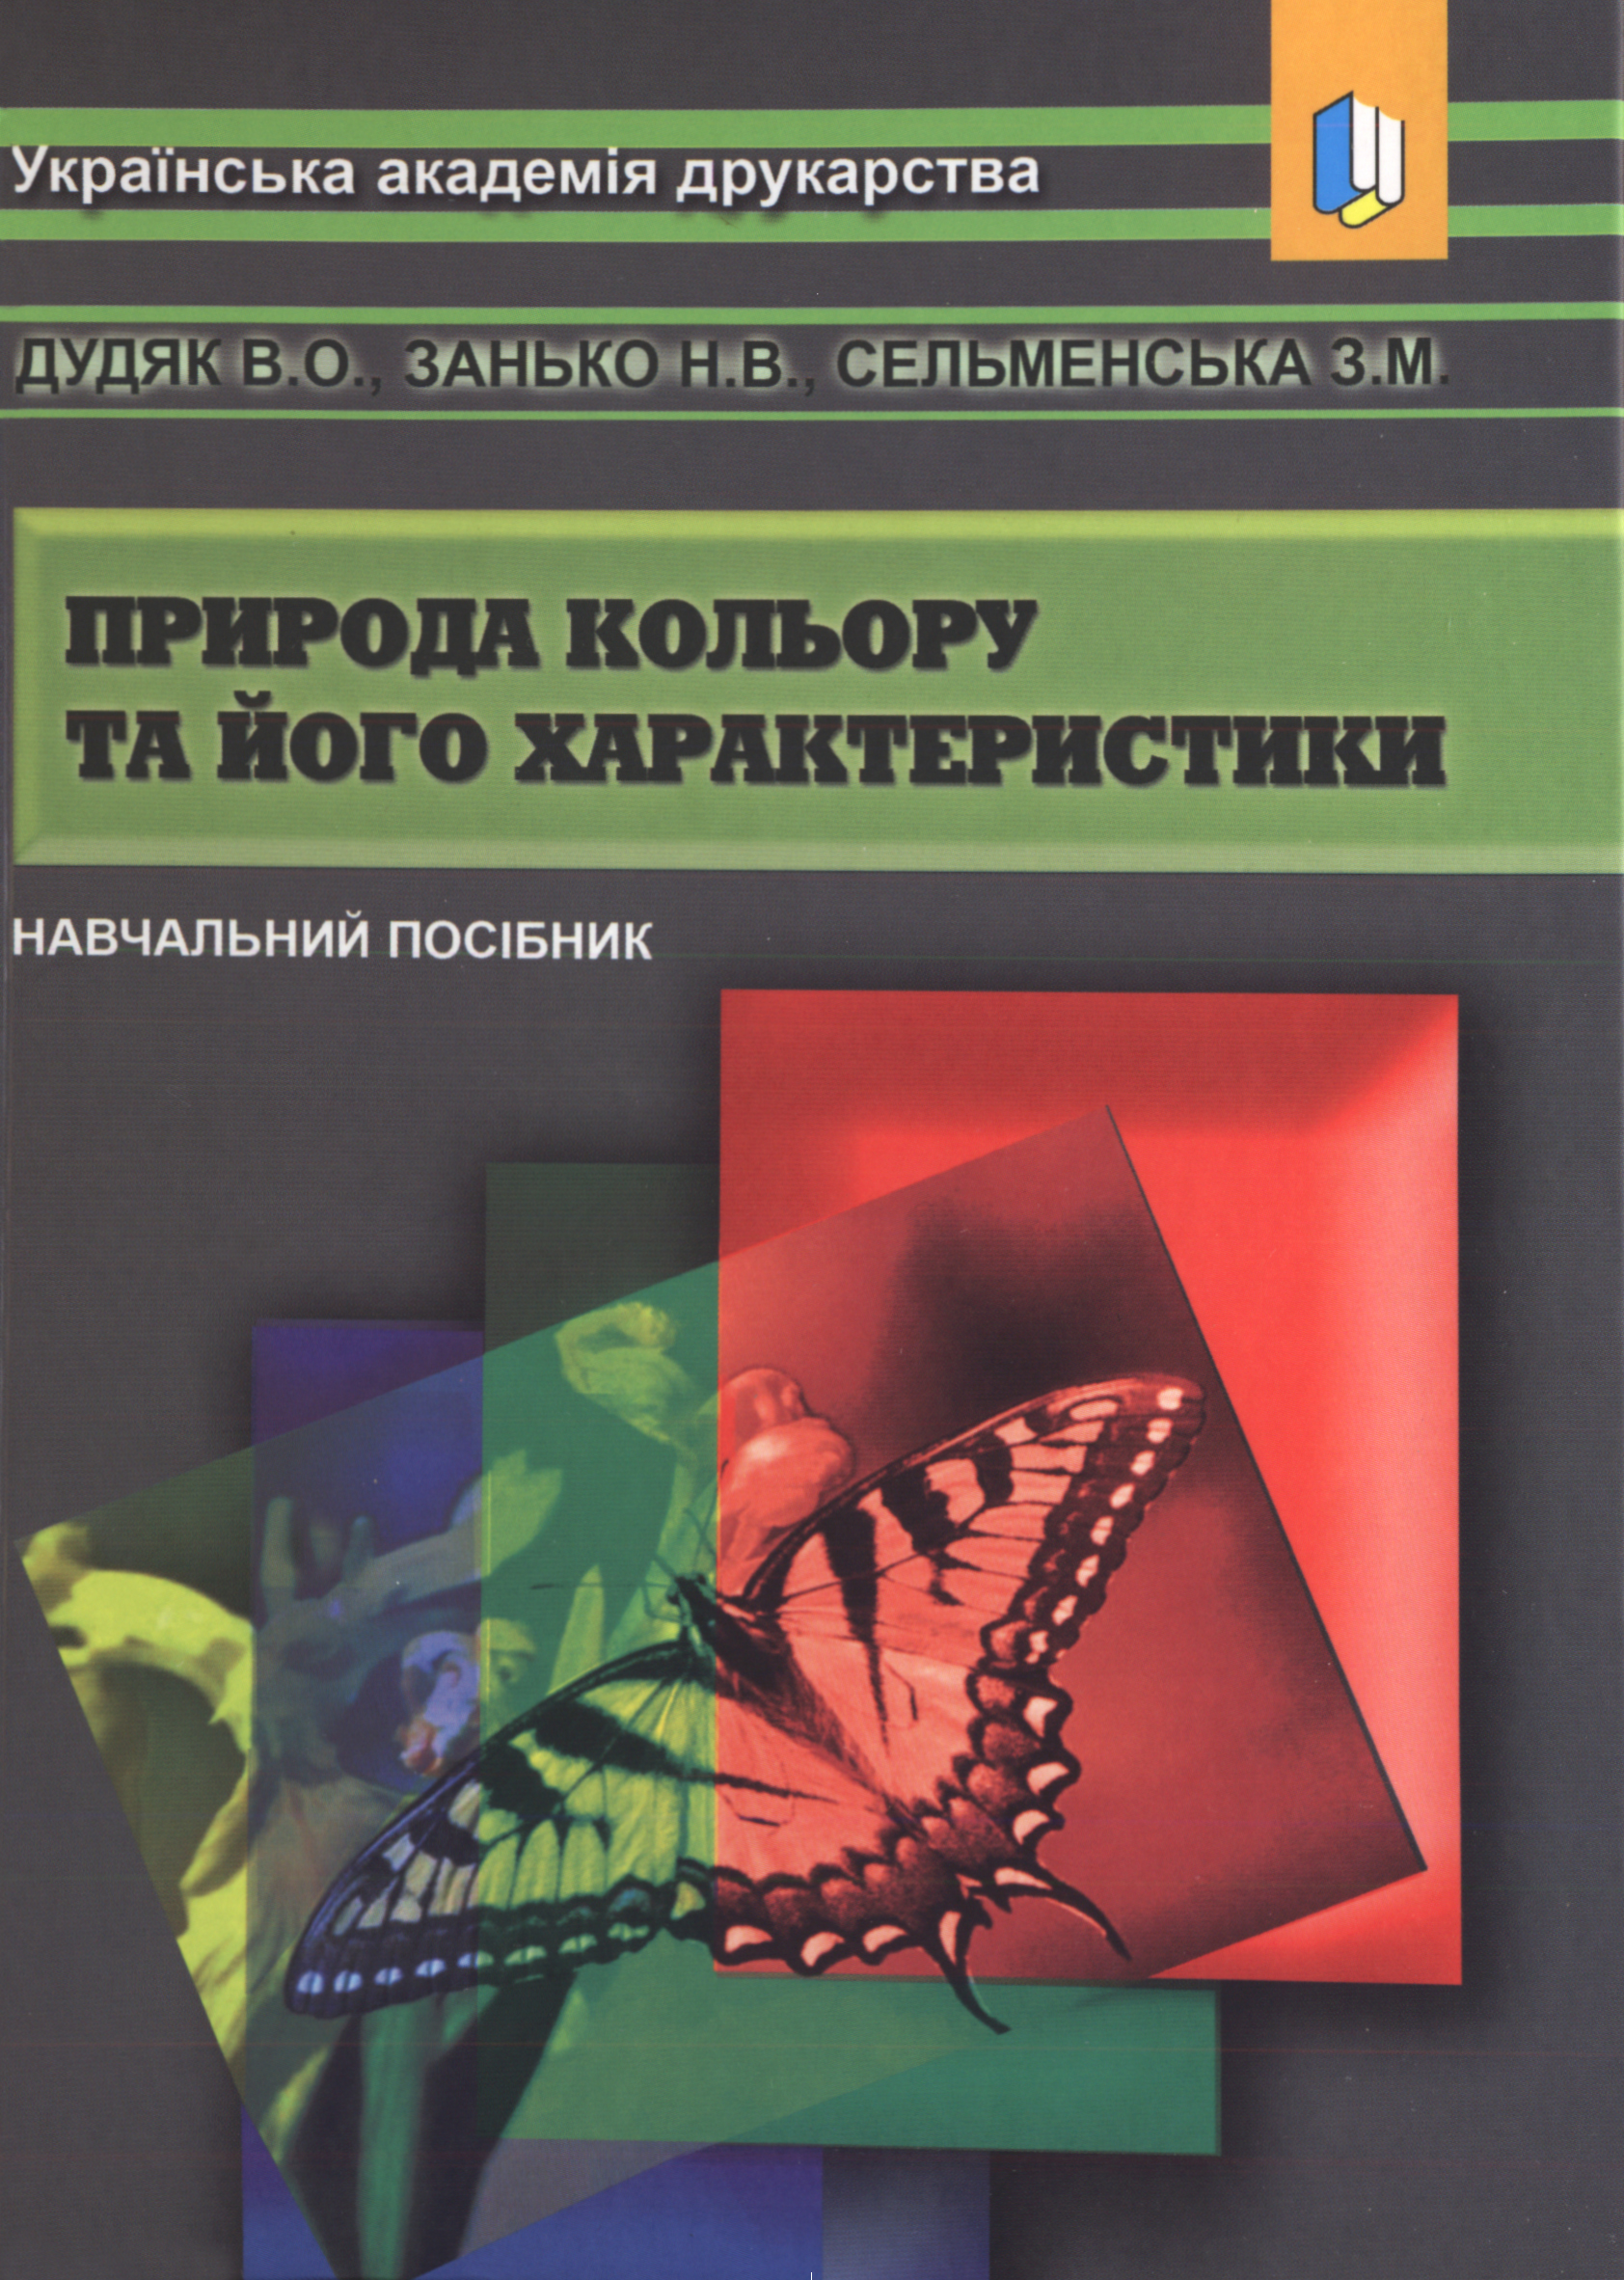 Українська академія друкарства
ДУДЯК В.О., ЗАНЬКО Н.В., СЕЛЬМЕНСЬКА З.М.
ПРИРОДА КОЛЬОРУ
ТА ЙОГО ХАРАКТЕРИСТИКИ
НАВЧАЛЬНИЙ ПОСІБНИК